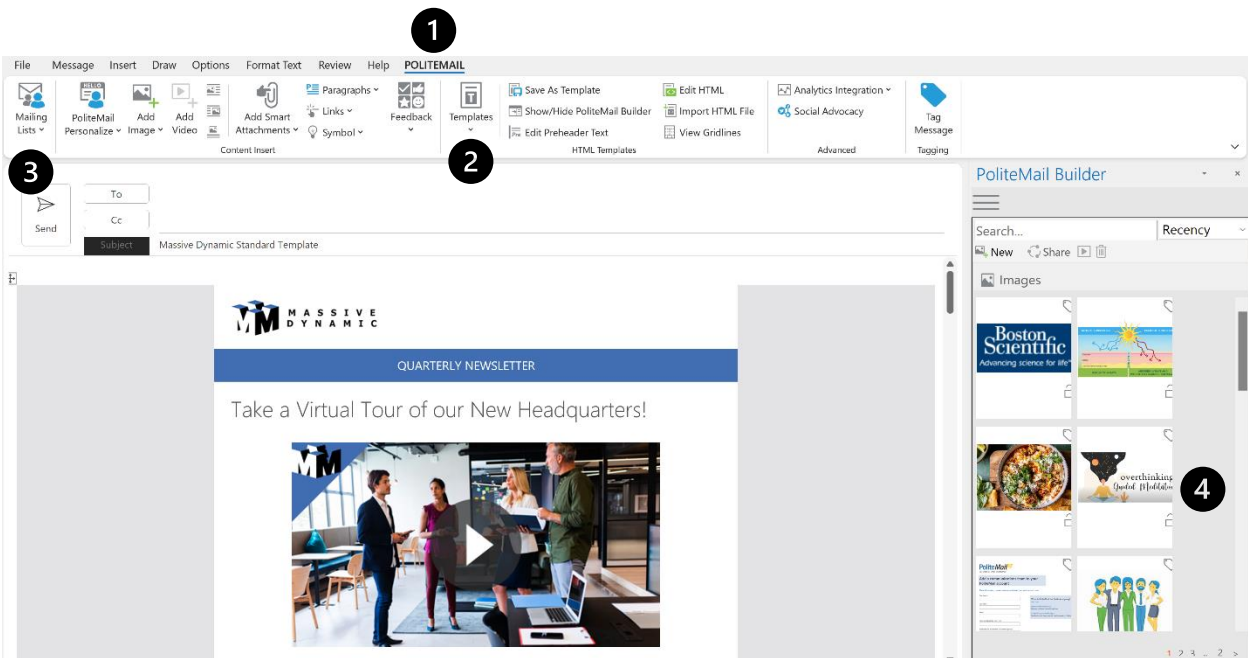 1
File Message Insert Draw Options Format Text Review Help POLITEMAIL
Mailing Lists
PoliteMail Personalize
Add Image
Add Video
Add Smart Attachments
Paragraphs
Links
Symbol
Feedback
Content Insert
Templates
Save As Template
Show/Hide PoliteMail Builder
Edit Preheader Text
Edit HTML
Import HTML File
View Gridlines
HTML Templates
Analytics Integration
Social Advocacy
Advanced
Tag Message
Tagging
2
3
Send
To
Cc
Subject Massive Dynamic Standard Template
MASSIVE
DYNAMIC
QUARTERLY NEWSLETTER
Take a Virtual Tour of our New Headquarters!
PoliteMail Builder
Search... Recency
New Share
Images
Boston
Scientific
Advancing science for life
overthinking
Guided Meditation
4
PoliteMail
1 2 3 … 2 >